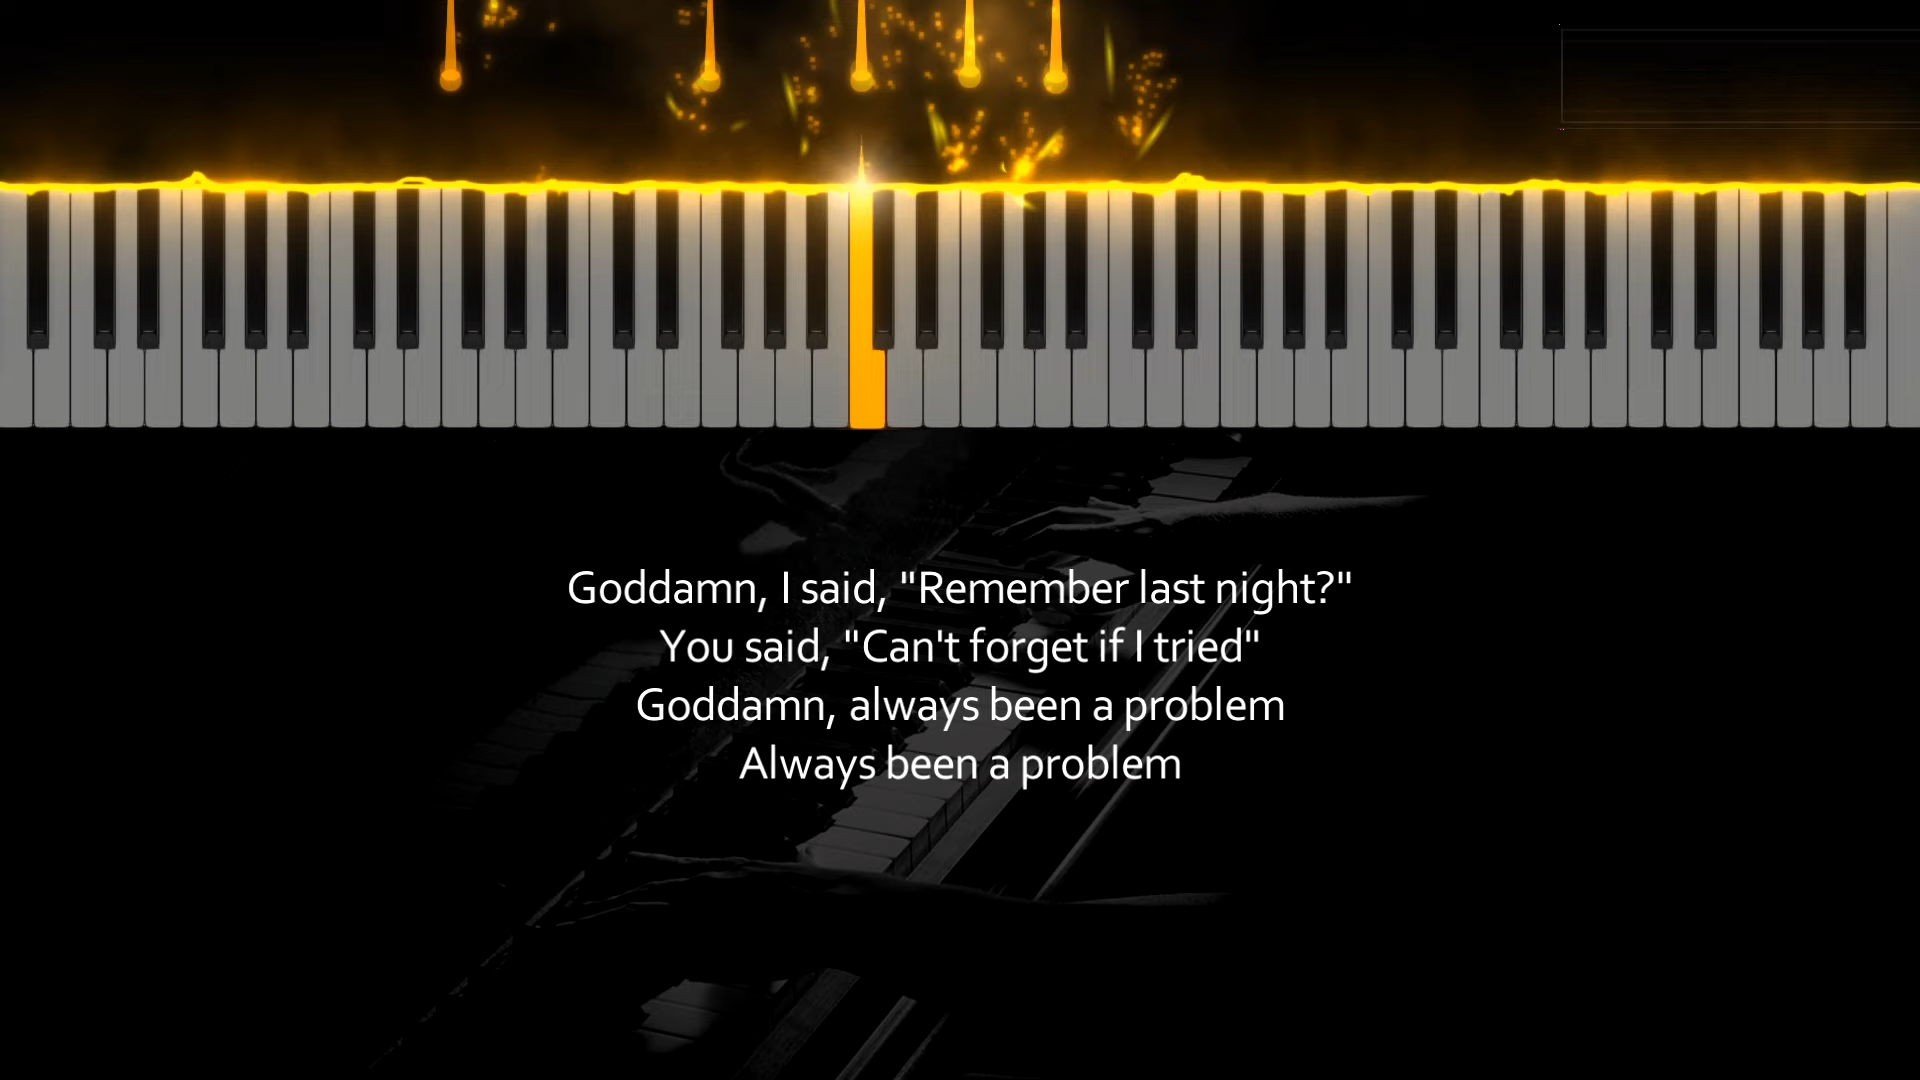 Goddamn, I said, "Remember last night?"
You said, "Can't forget if I tried"
Goddamn, always been a problem
Always been a problem